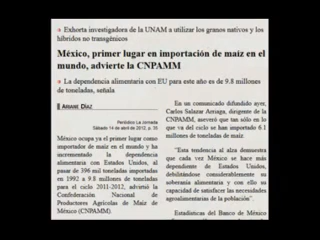 Exhorta investigadora de la UNAM a utilizar los granos nativos y los
híbridos no transgénicos
México, primer lugar en importación de maíz en el
mundo, advierte la CNPAMM
La dependencia alimentaria con EU para este año es de 9.8 millones
de toneladas, señala
ARIANE DÍAZ
Periódico La Jornada
Sábado 14 de abril de 2012, p. 35
México ocupa ya el primer lugar como
importador de maíz en el mundo y ha
incrementado la dependencia
alimentaria con Estados Unidos, al
pasar de 396 mil toneladas importadas
en 1992 a 9.8 millones de toneladas
para el ciclo 2011-2012, advirtió la
Confederación Nacional de
Productores Agrícolas de Maíz de
México (CNPAMM).
En un comunicado difundido ayer,
Carlos Salazar Arriaga, dirigente de la
CNPAMM, aseveró que tan sólo en lo
que va del ciclo se han importado 6.1
millones de toneladas de maíz.
"Esta tendencia al alza demuestra
que cada vez México se hace más
dependiente de Estados Unidos,
debilitándose considerablemente su
soberanía alimentaria y con ello su
capacidad de satisfacer las necesidades
agroalimentarias de la población".
Estadísticas del Banco de México